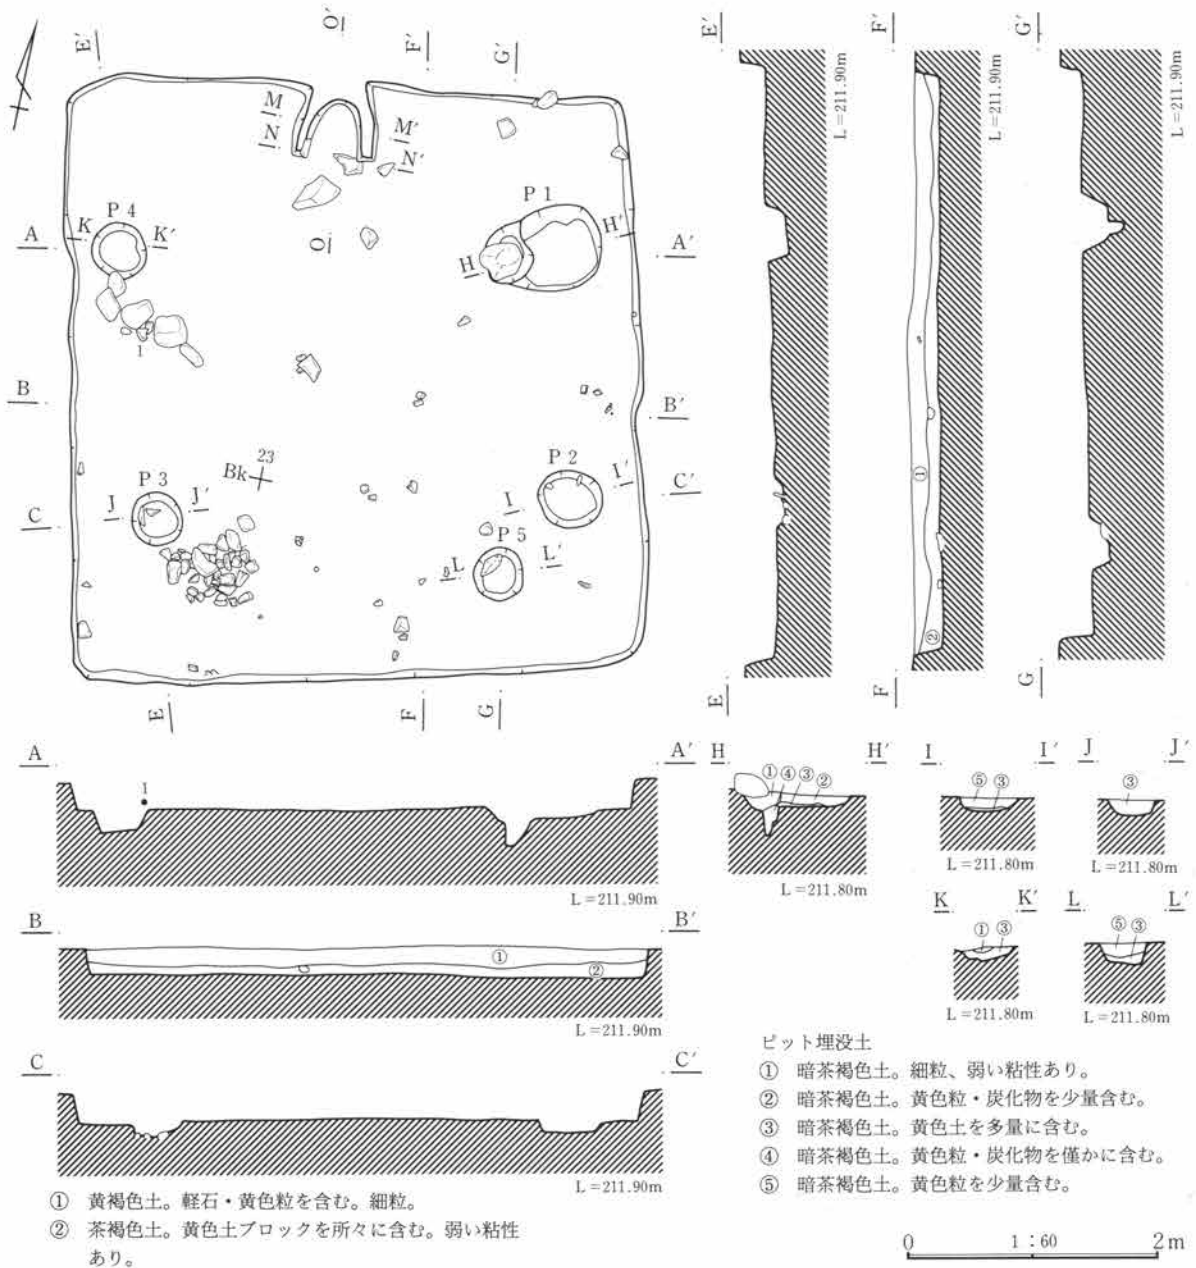 E′
O′
F′
G′
E′
F′
G′
L=211.90m
L=211.90m
L=211.90m
M
N
M′
N′
P 4
P 1
A
K
K′
O
H
H′
A′
1
B
B′
23
Bk
P 3
P 2
J
J′
I
I′
C′
C
P 5
L
L′
①
②
E
F
G
E
F
G
A
A′
1
L=211.90m
B
B′
①
②
L=211.90m
C
C′
L=211.90m
① 黄褐色土。軽石・黄色粒を含む。細粒。
② 茶褐色土。黄色土ブロックを所々に含む。弱い粘性
あり。
H
H′
①④③②
L=211.80m
I
I′
⑤③
L=211.80m
J
J′
③
L=211.80m
K
K′
①③
L=211.80m
L
L′
⑤③
L=211.80m
ピット埋没土
① 暗茶褐色土。細粒、弱い粘性あり。
② 暗茶褐色土。黄色粒・炭化物を少量含む。
③ 暗茶褐色土。黄色土を多量に含む。
④ 暗茶褐色土。黄色粒・炭化物を僅かに含む。
⑤ 暗茶褐色土。黄色粒を少量含む。
0 1:60 2m